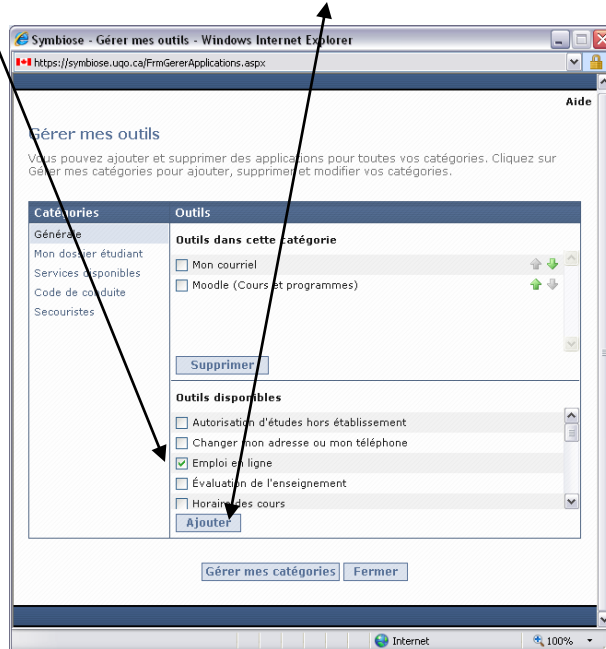 Symbiose - Gérer mes outils - Windows Internet Explorer
https://symbiose.uqo.ca/FrmGererApplications.aspx
Aide
Gérer mes outils
Vous pouvez ajouter et supprimer des applications pour toutes vos catégories. Cliquez sur
Gérer mes catégories pour ajouter, supprimer et modifier vos catégories.
Catégories
Générale
Mon dossier étudiant
Services disponibles
Code de conduite
Secouristes
Outils
Outils dans cette catégorie
Mon courriel
Moodle (Cours et programmes)
Supprimer
Outils disponibles
Autorisation d'études hors établissement
Changer mon adresse ou mon téléphone
Emploi en ligne
Évaluation de l'enseignement
Horaire des cours
Ajouter
Gérer mes catégories Fermer
Internet 100%